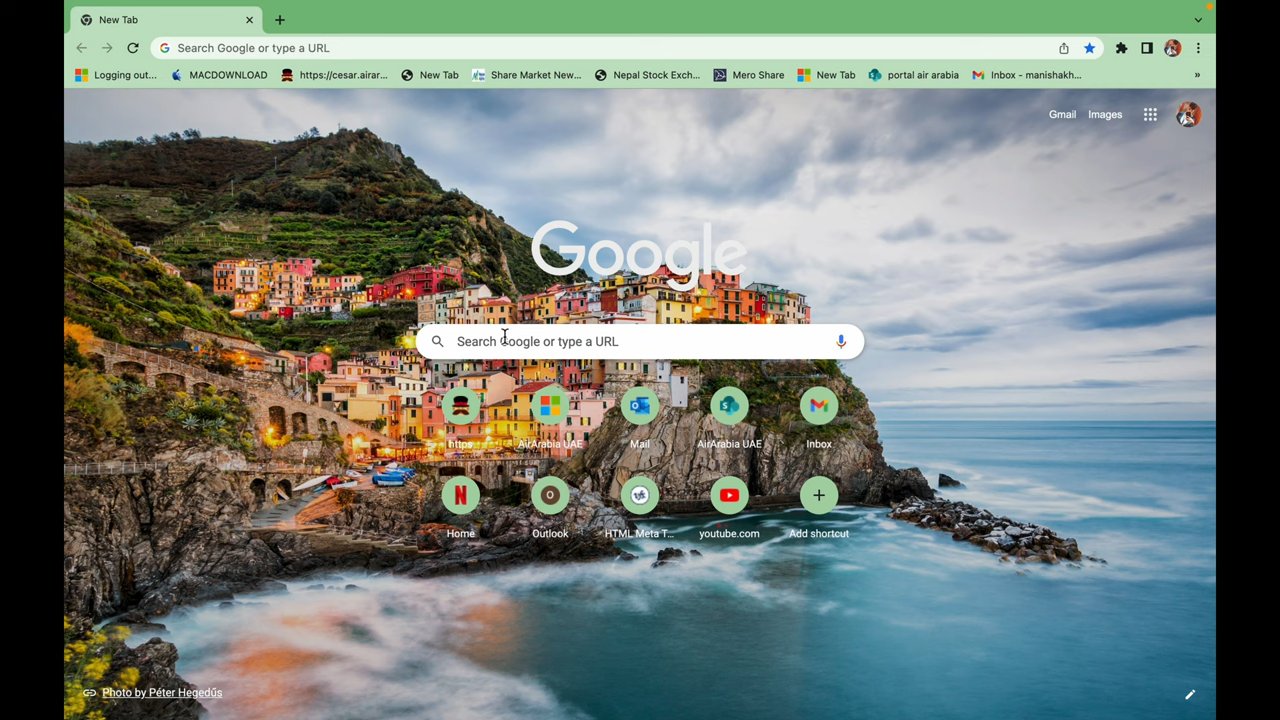 New Tab
Search Google or type a URL
Logging out... MACDOWNLOAD https://cesar.airar... New Tab Share Market New... Nepal Stock Exch... Mero Share New Tab portal air arabia Inbox - manishakh... »
Gmail Images
Google
Search Google or type a URL
https AirArabia UAE Mail AirArabia UAE Inbox
Home Outlook HTML Meta T... youtube.com Add shortcut
Photo by Péter Hegedűs